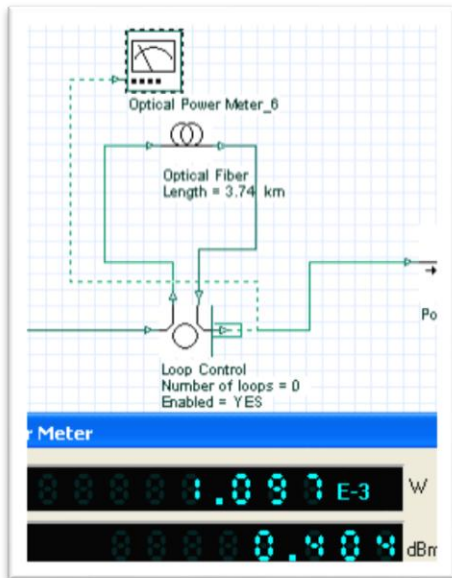 Optical Power Meter_6
Optical Fiber
Length = 3.74 km
Po
Loop Control
Number of loops = 0
Enabled = YES
r Meter
1.097 E-3 W
0.404 dBm